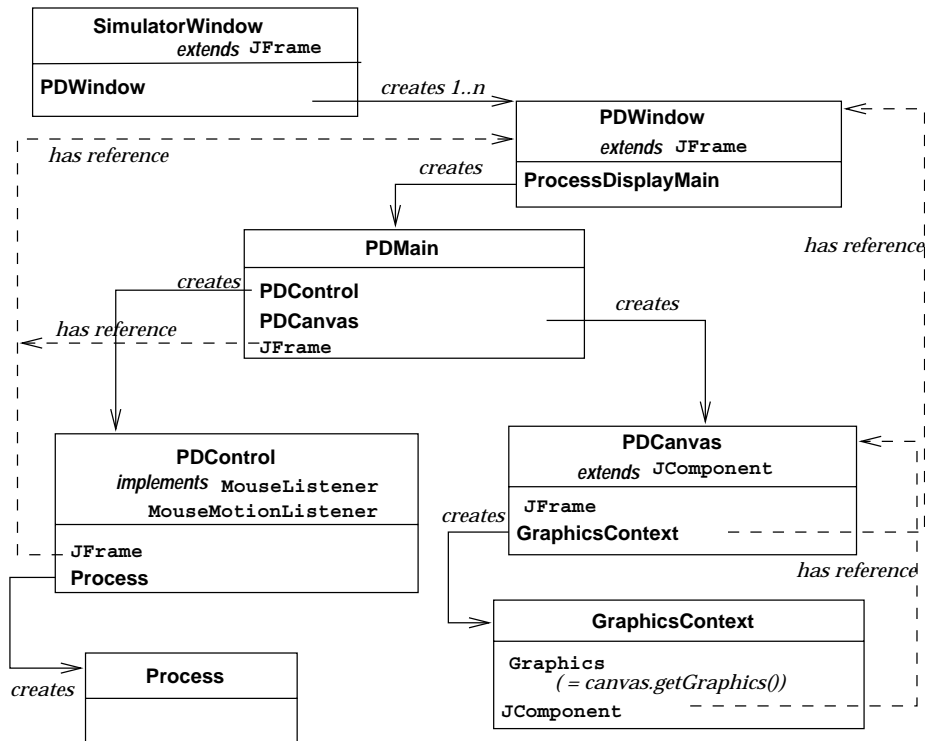 SimulatorWindow
extends JFrame
PDWindow
creates 1..n
PDWindow
extends JFrame
ProcessDisplayMain
has reference
creates
has reference
PDMain
PDControl
PDCanvas
JFrame
creates
creates
has reference
PDControl
implements MouseListener
MouseMotionListener
JFrame
Process
PDCanvas
extends JComponent
JFrame
GraphicsContext
creates
has reference
GraphicsContext
Graphics
( = canvas.getGraphics())
JComponent
Process
creates